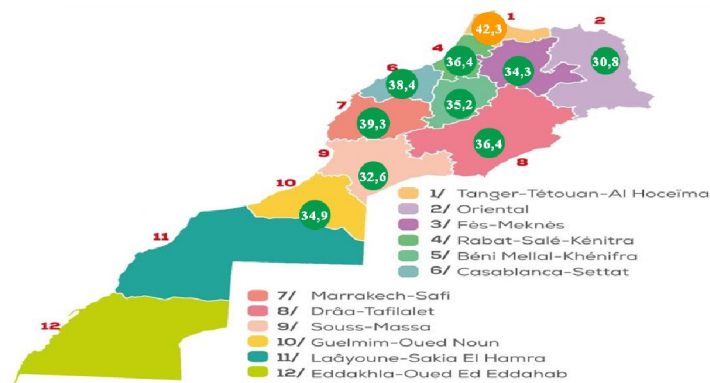 1
2
42,3
4
36,4
30,8
34,3
6
38,4
35,2
7
39,3
36,4
9
32,6
8
10
34,9
11
12
1/ Tanger-Tétouan-Al Hoceïma
2/ Oriental
3/ Fès-Meknès
4/ Rabat-Salé-Kénitra
5/ Béni Mellal-Khénifra
6/ Casablanca-Settat
7/ Marrakech-Safi
8/ Drâa-Tafilalet
9/ Souss-Massa
10/ Guelmim-Oued Noun
11/ Laâyoune-Sakia El Hamra
12/ Eddakhla-Oued Ed Eddahab